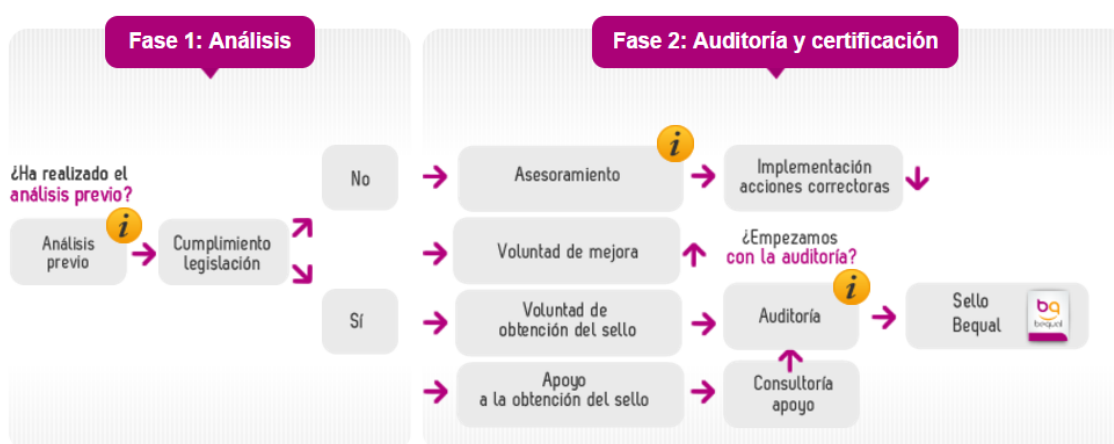 Fase 1: Análisis
Fase 2: Auditoría y certificación
¿Ha realizado el
análisis previo?
Análisis
previo
i
Cumplimiento
legislación
No
Sí
Asesoramiento
i
Implementación
acciones correctoras
Voluntad de mejora
¿Empezamos
con la auditoría?
Voluntad de
obtención del sello
Auditoría
i
Sello
Bequal
bq
bequal
Apoyo
a la obtención del sello
Consultoría
apoyo